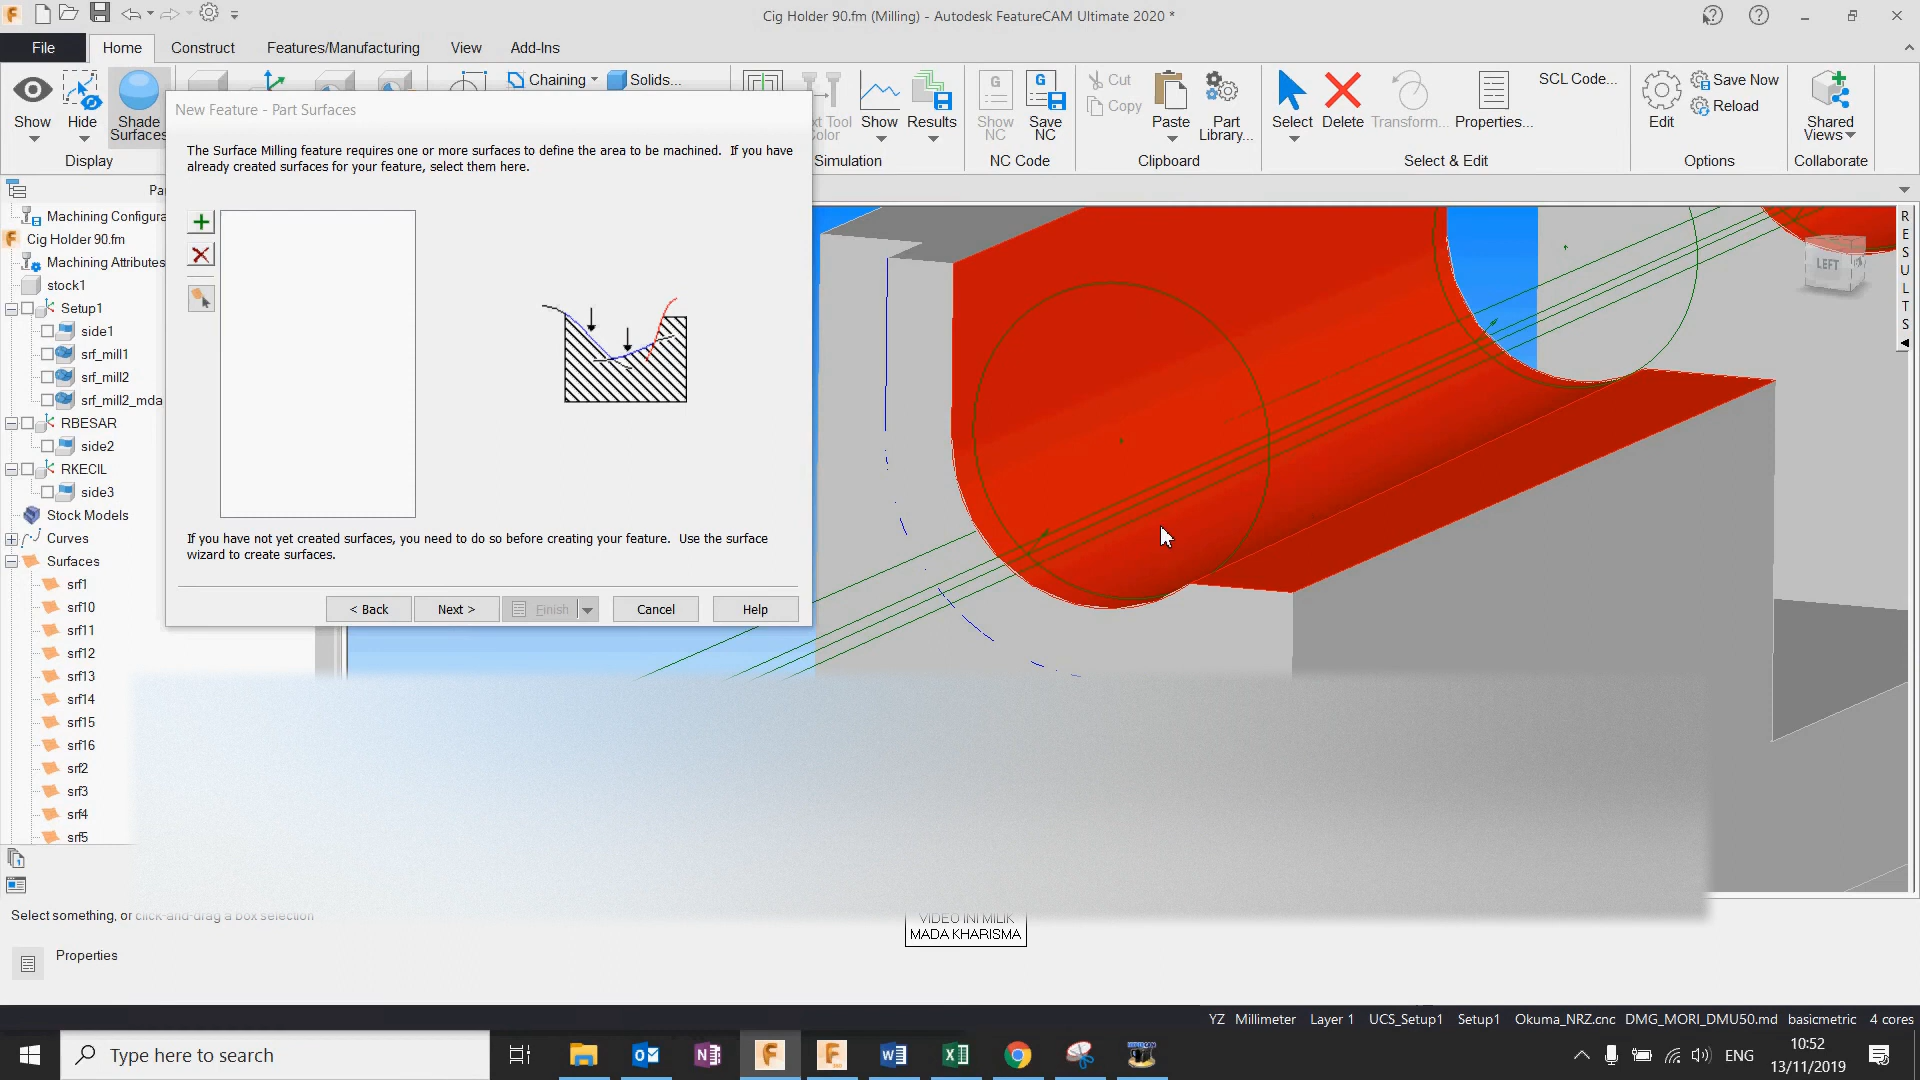 Cig Holder 90.fm (Milling) - Autodesk FeatureCAM Ultimate 2020 *
File
Home
Construct
Features/Manufacturing
View
Add-Ins
Show
Hide
Shade Surfaces
Display
Chaining
Solids...
Show
Results
Simulation
Show NC
Save NC
NC Code
Cut
Copy
Paste
Part Library...
Clipboard
Select
Delete
Transform...
Properties...
SCL Code...
Select & Edit
Edit
Save Now
Reload
Options
Shared Views
Collaborate
New Feature - Part Surfaces
The Surface Milling feature requires one or more surfaces to define the area to be machined. If you have
already created surfaces for your feature, select them here.
If you have not yet created surfaces, you need to do so before creating your feature. Use the surface
wizard to create surfaces.
< Back
Next >
Finish
Cancel
Help
Machining Configura
Cig Holder 90.fm
Machining Attributes
stock1
Setup1
side1
srf_mill1
srf_mill2
srf_mill2_mda
RBESAR
side2
RKECIL
side3
Stock Models
Curves
Surfaces
srf1
srf10
srf11
srf12
srf13
srf14
srf15
srf16
srf2
srf3
srf4
srf5
LEFT
RESULTS
Select something, or click-and-drag a box selection
Properties
VIDEO INI MILIK
MADA KHARISMA
YZ Millimeter Layer 1 UCS_Setup1 Setup1 Okuma_NRZ.cnc DMG_MORI_DMU50.md basicmetric 4 cores
Type here to search
ENG
10:52
13/11/2019